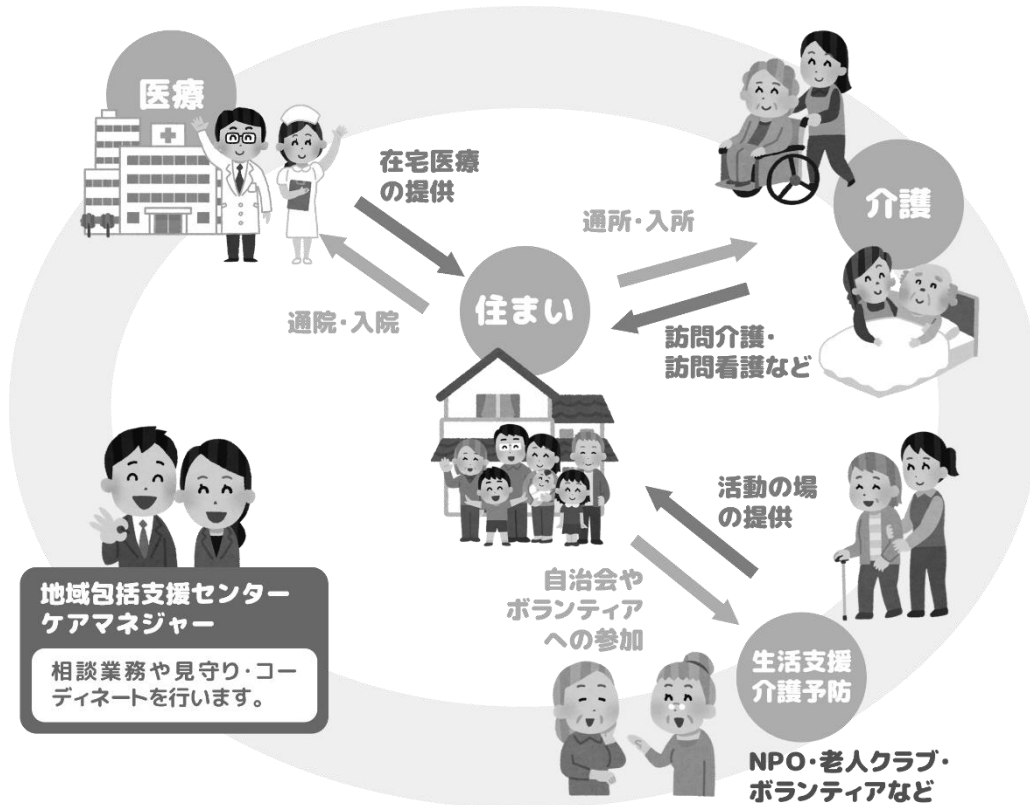 医療
在宅医療
の提供
通院・入院
介護
通所・入所
訪問介護・
訪問看護など
住まい
活動の場
の提供
自治会や
ボランティア
への参加
生活支援
介護予防
NPO・老人クラブ・
ボランティアなど
地域包括支援センター
ケアマネジャー
相談業務や見守り・コー
ディネートを行います。